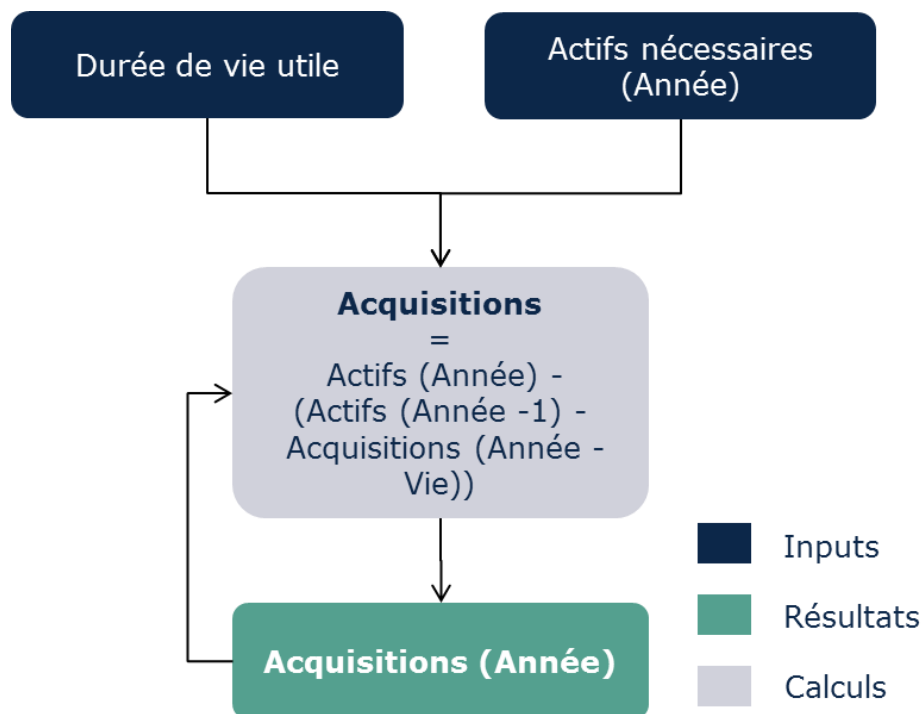 Durée de vie utile
Actifs nécessaires
(Année)
Acquisitions
=
Actifs (Année) -
(Actifs (Année -1) -
Acquisitions (Année -
Vie))
Acquisitions (Année)
Inputs
Résultats
Calculs